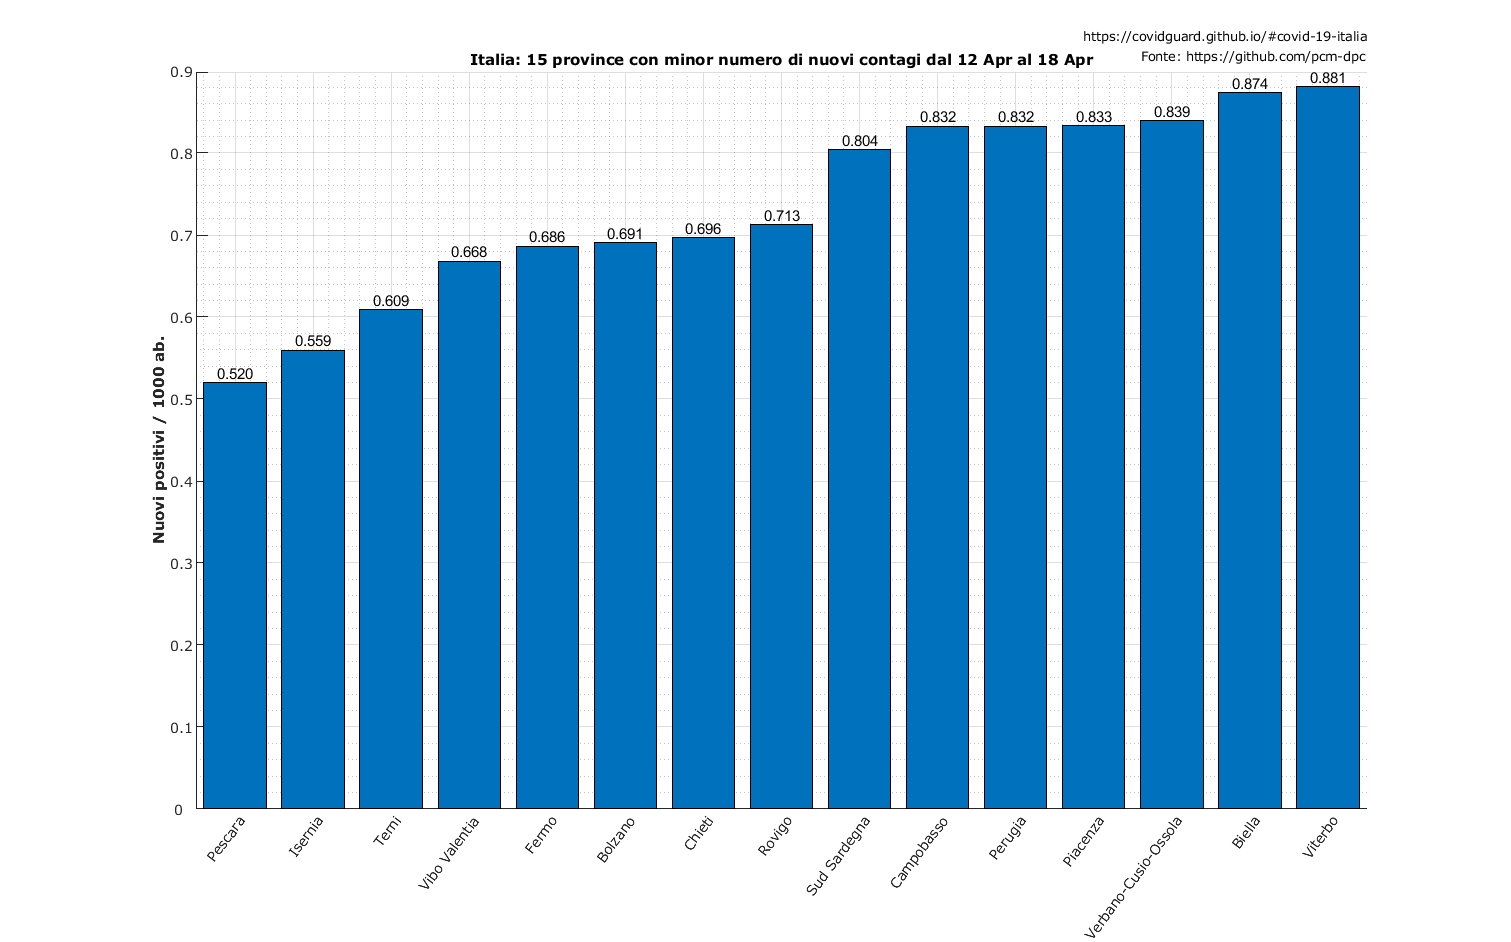 https://covidguard.github.io/#covid-19-italia
Italia: 15 province con minor numero di nuovi contagi dal 12 Apr al 18 Apr
Fonte: https://github.com/pcm-dpc
Nuovi positivi / 1000 ab.
0.9
0.8
0.7
0.6
0.5
0.4
0.3
0.2
0.1
0
0.520
0.559
0.609
0.668
0.686
0.691
0.696
0.713
0.804
0.832
0.832
0.833
0.839
0.874
0.881
Pescara
Isernia
Terni
Vibo Valentia
Fermo
Bolzano
Chieti
Rovigo
Sud Sardegna
Campobasso
Perugia
Piacenza
Verbano-Cusio-Ossola
Biella
Viterbo